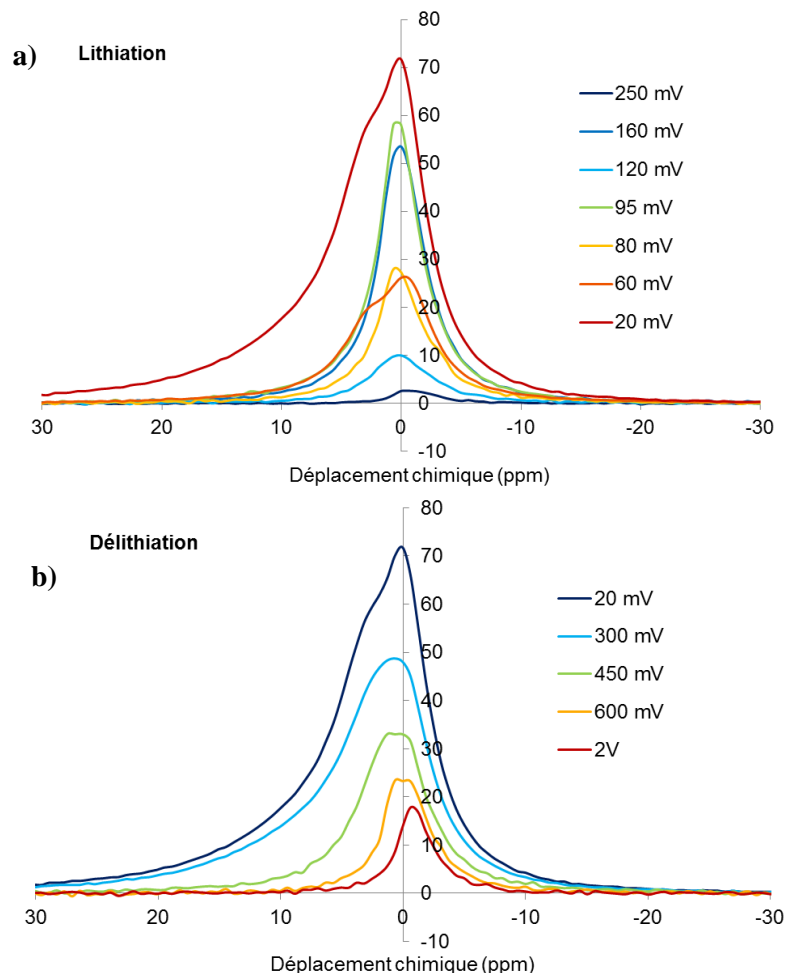 a)
Lithiation
80
70
60
50
40
30
20
10
0
-10
30 20 10 0 -10 -20 -30
Déplacement chimique (ppm)
250 mV
160 mV
120 mV
95 mV
80 mV
60 mV
20 mV
b)
Délithiation
80
70
60
50
40
30
20
10
0
-10
30 20 10 0 -10 -20 -30
Déplacement chimique (ppm)
20 mV
300 mV
450 mV
600 mV
2V